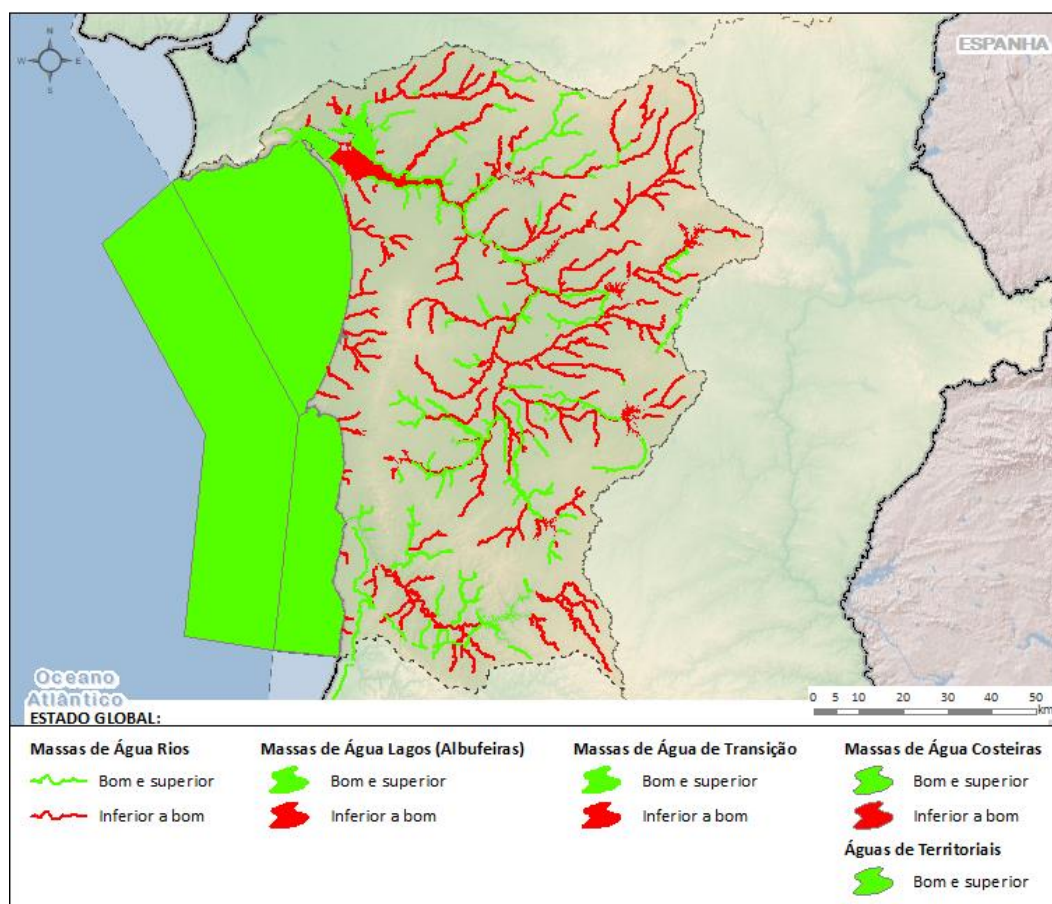 N
W E
S
ESPANHA
Oceano
Atlântico
0 5 10 20 30 40 50
km
ESTADO GLOBAL:
Massas de Água Rios
Bom e superior
Inferior a bom
Massas de Água Lagos (Albufeiras)
Bom e superior
Inferior a bom
Massas de Água de Transição
Bom e superior
Inferior a bom
Massas de Água Costeiras
Bom e superior
Inferior a bom
Águas de Territoriais
Bom e superior